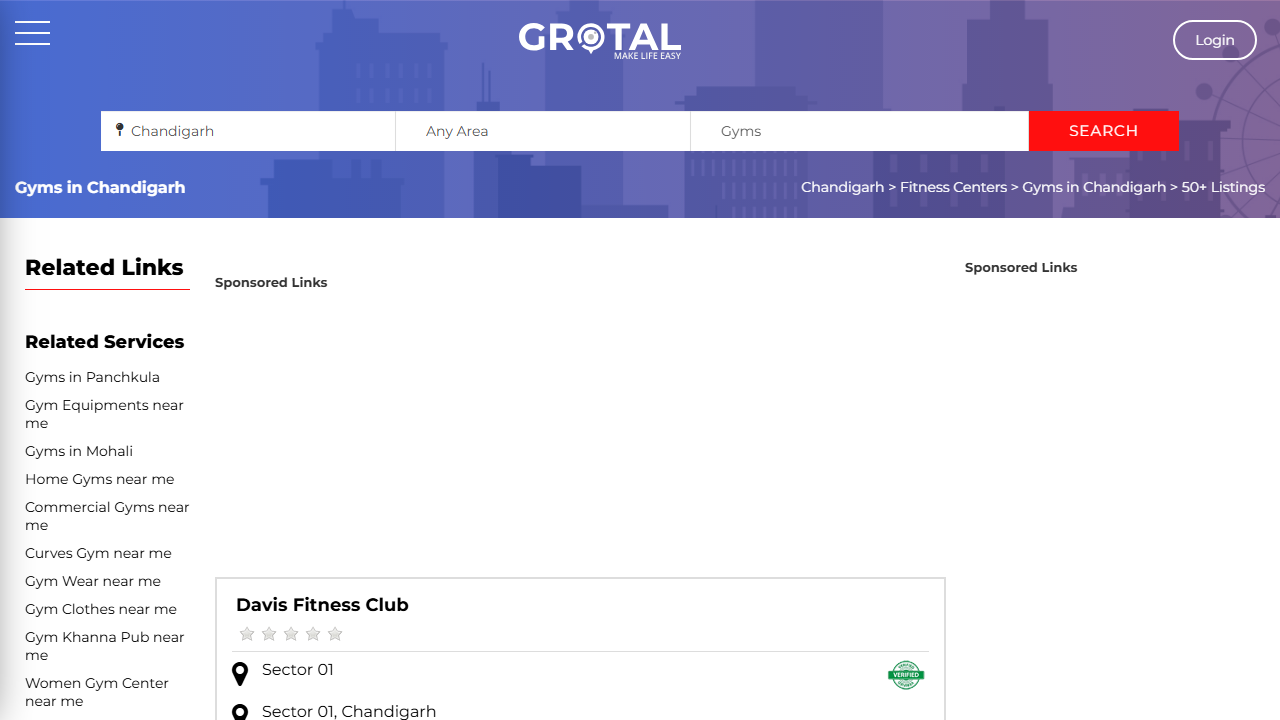 GROTAL
MAKE LIFE EASY
Login
Chandigarh
Any Area
Gyms
SEARCH
Gyms in Chandigarh
Chandigarh > Fitness Centers > Gyms in Chandigarh > 50+ Listings
Related Links
Related Services
Gyms in Panchkula
Gym Equipments near
me
Gyms in Mohali
Home Gyms near me
Commercial Gyms near
me
Curves Gym near me
Gym Wear near me
Gym Clothes near me
Gym Khanna Pub near
me
Women Gym Center
near me
Sponsored Links
Davis Fitness Club
Sector 01
VERIFIED
Sector 01, Chandigarh
Sponsored Links